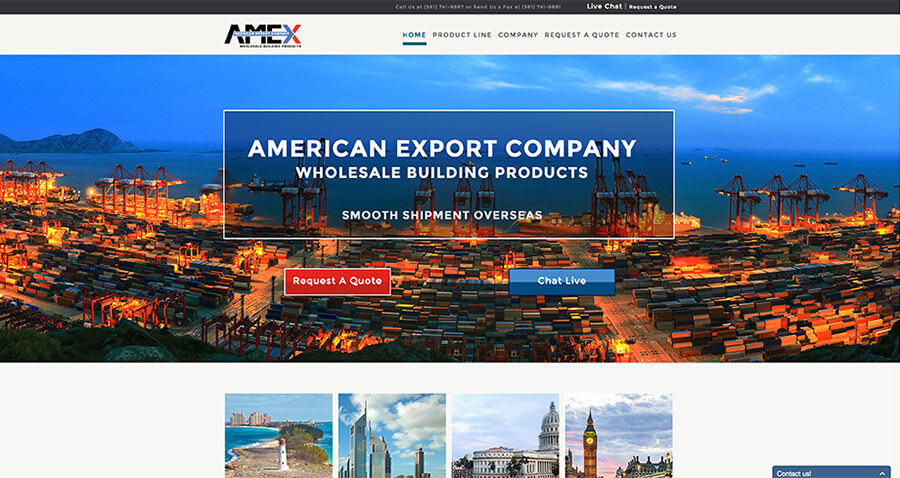 Call Us at (561) 741-8887 or Send Us a Fax at (561) 741-8881
Live Chat | Request a Quote
AMEX
WHOLESALE BUILDING PRODUCTS
HOME PRODUCT LINE COMPANY REQUEST A QUOTE CONTACT US
AMERICAN EXPORT COMPANY
WHOLESALE BUILDING PRODUCTS
SMOOTH SHIPMENT OVERSEAS
Request A Quote
Chat Live
Contact us!